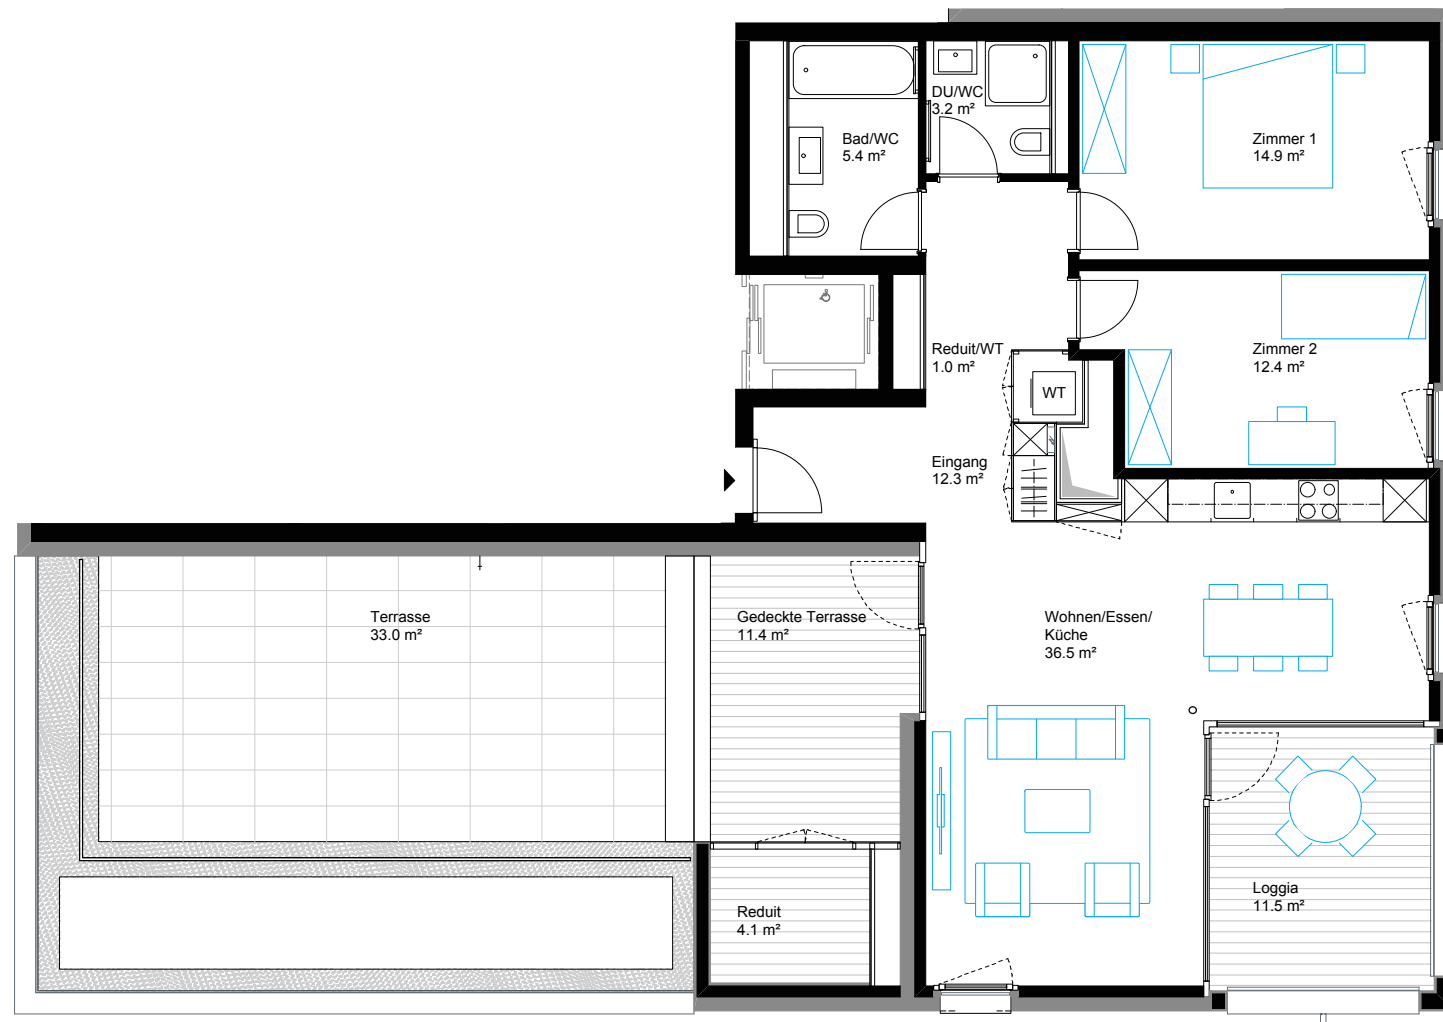 DU/WC
3.2 m²
Bad/WC
5.4 m²
Zimmer 1
14.9 m²
Reduit/WT
1.0 m²
Zimmer 2
12.4 m²
WT
Eingang
12.3 m²
Terrasse
33.0 m²
Gedeckte Terrasse
11.4 m²
Wohnen/Essen/
Küche
36.5 m²
Loggia
11.5 m²
Reduit
4.1 m²